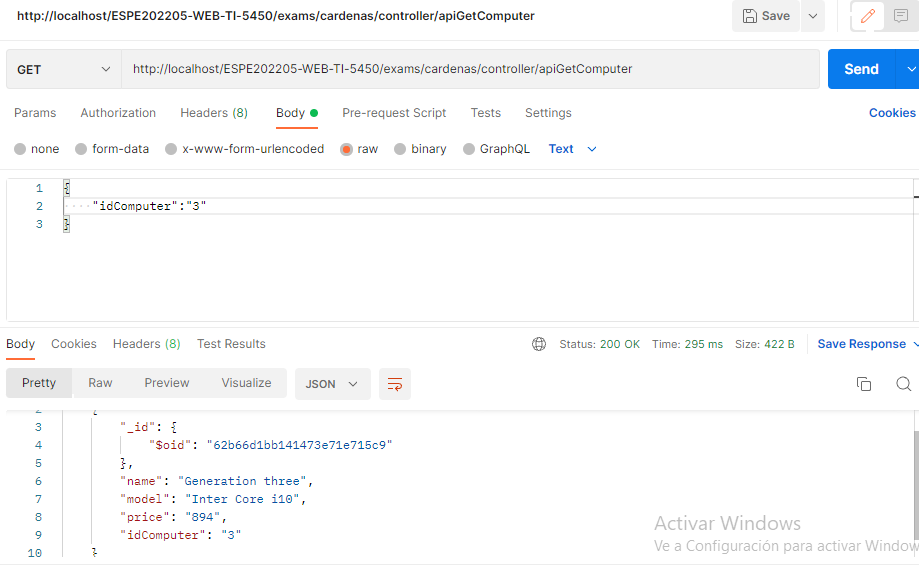 http://localhost/ESPE202205-WEB-TI-5450/exams/cardenas/controller/apiGetComputer Save
GET http://localhost/ESPE202205-WEB-TI-5450/exams/cardenas/controller/apiGetComputer Send
Params Authorization Headers (8) Body Pre-request Script Tests Settings Cookies
none form-data x-www-form-urlencoded raw binary GraphQL Text
1 {
2 "idComputer":"3"
3 }
Body Cookies Headers (8) Test Results Status: 200 OK Time: 295 ms Size: 422 B Save Response
Pretty Raw Preview Visualize JSON
2 {
3 "_id": {
4 "$oid": "62b66d1bb141473e71e715c9"
5 },
6 "name": "Generation three",
7 "model": "Inter Core i10",
8 "price": "894",
9 "idComputer": "3"
10 }
Activar Windows
Ve a Configuración para activar Window